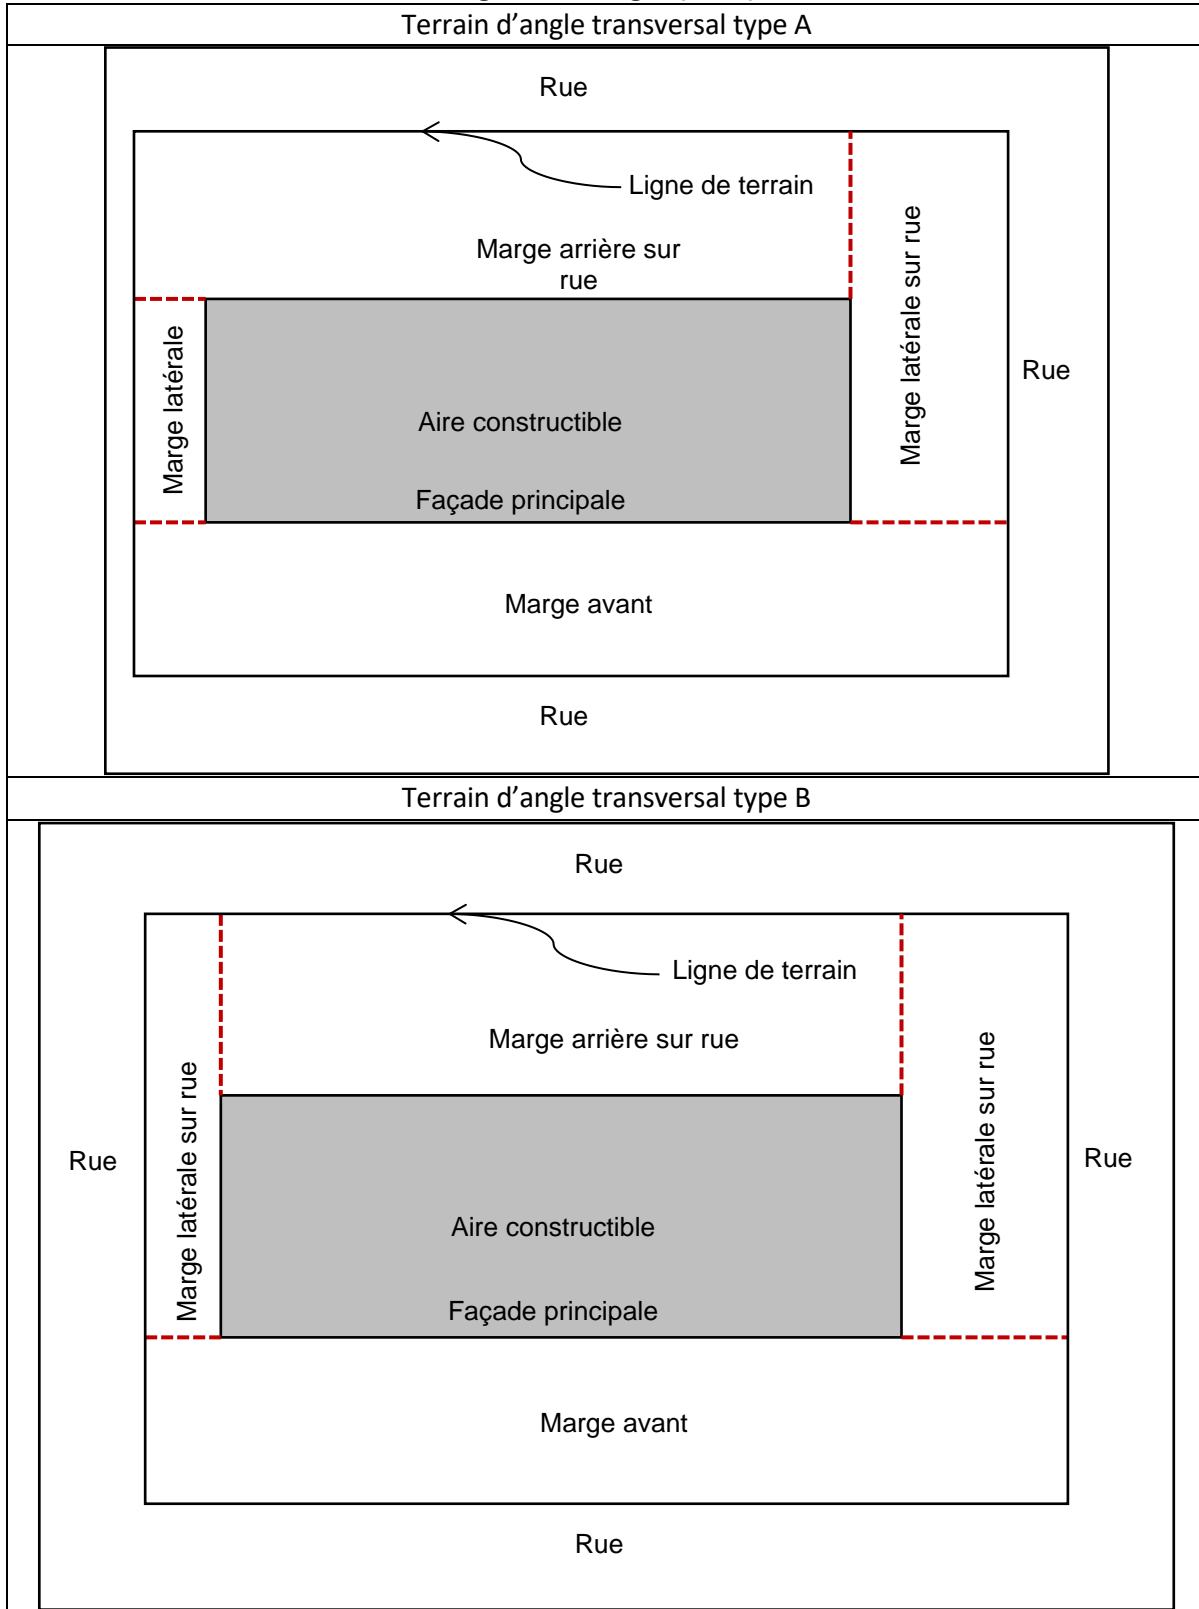 Terrain d’angle transversal type A
Rue
Ligne de terrain
Marge arrière sur
rue
Marge latérale
Marge latérale sur rue
Rue
Aire constructible
Façade principale
Marge avant
Rue
Terrain d’angle transversal type B
Rue
Ligne de terrain
Marge arrière sur rue
Rue
Marge latérale sur rue
Marge latérale sur rue
Rue
Aire constructible
Façade principale
Marge avant
Rue